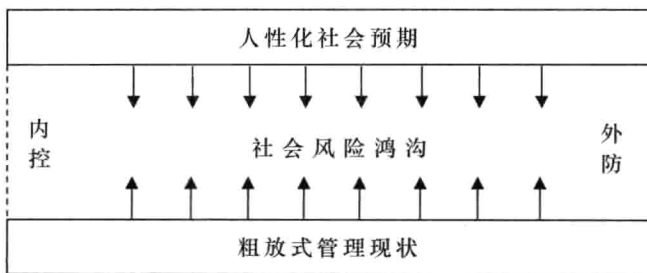 人性化社会预期
内控
社会风险鸿沟
外防
粗放式管理现状